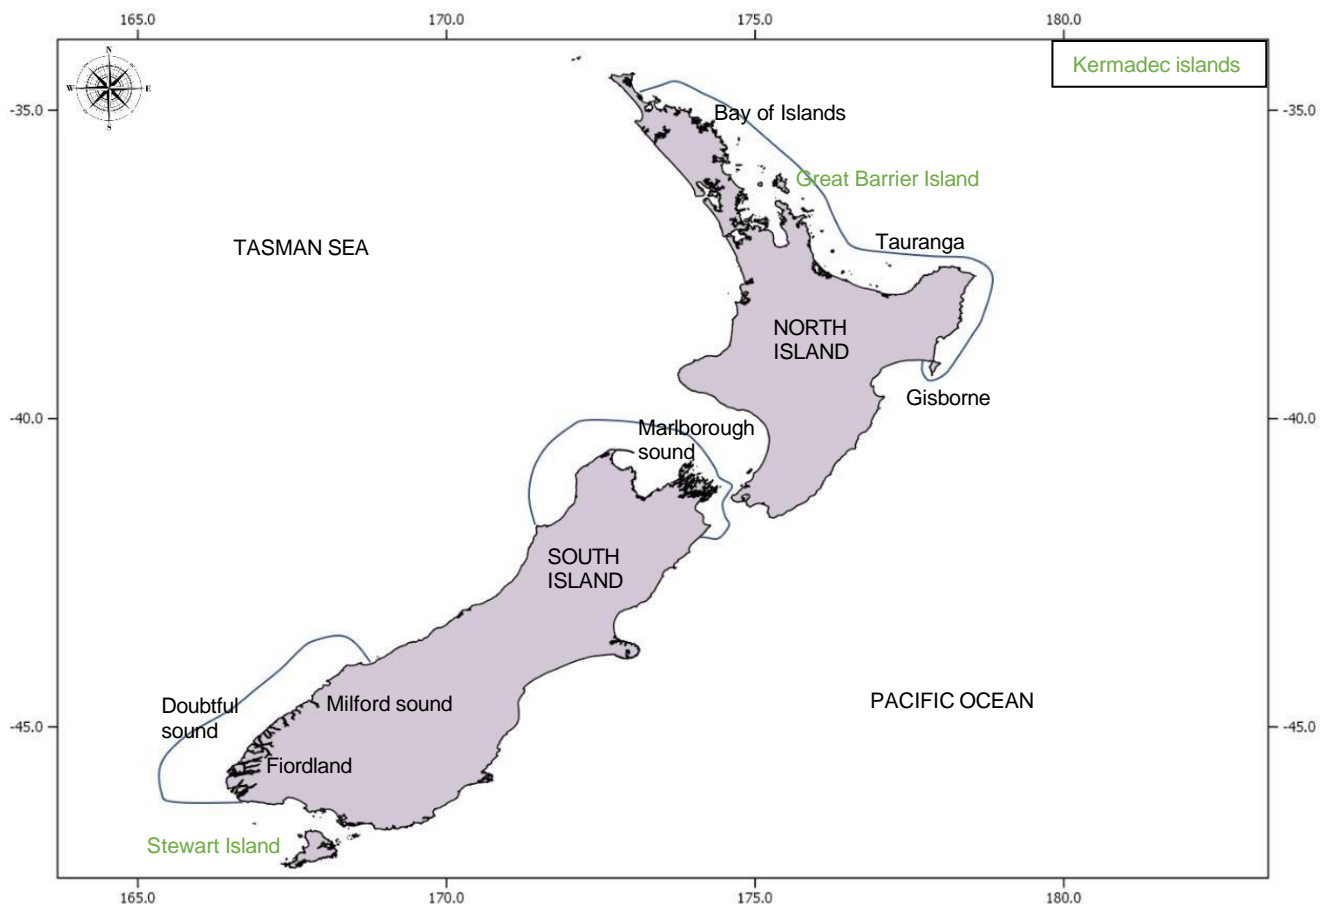 165.0
170.0
175.0
180.0
N
W
E
S
Kermadec islands
-35.0
-35.0
Bay of Islands
Great Barrier Island
TASMAN SEA
Tauranga
NORTH
ISLAND
Gisborne
-40.0
-40.0
Marlborough
sound
SOUTH
ISLAND
Doubtful
sound
Milford sound
PACIFIC OCEAN
-45.0
-45.0
Fiordland
Stewart Island
165.0
170.0
175.0
180.0